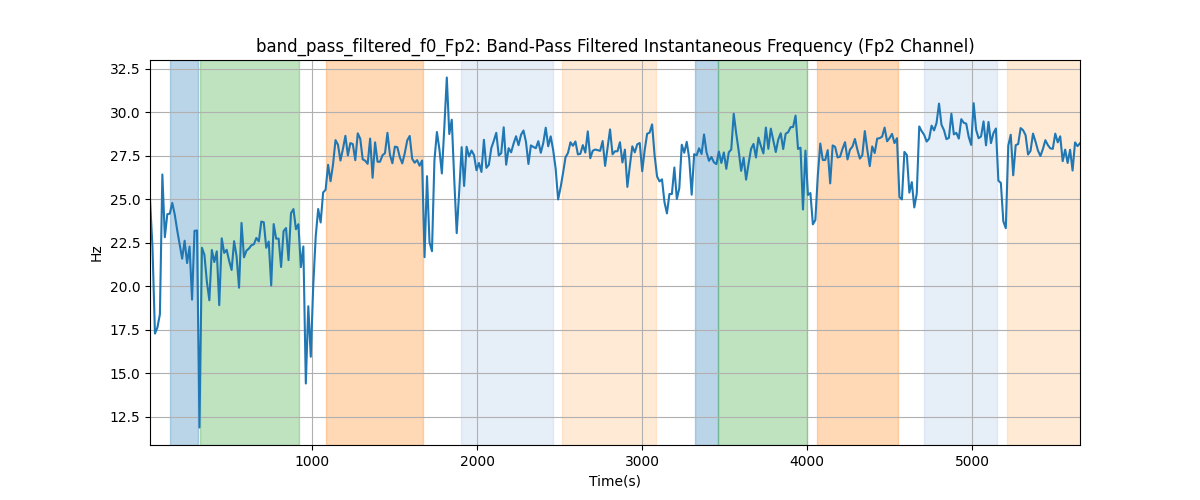 band_pass_filtered_f0_Fp2: Band-Pass Filtered Instantaneous Frequency (Fp2 Channel)
32.5
30.0
27.5
25.0
22.5
20.0
17.5
15.0
12.5
Hz
1000 2000 3000 4000 5000
Time(s)